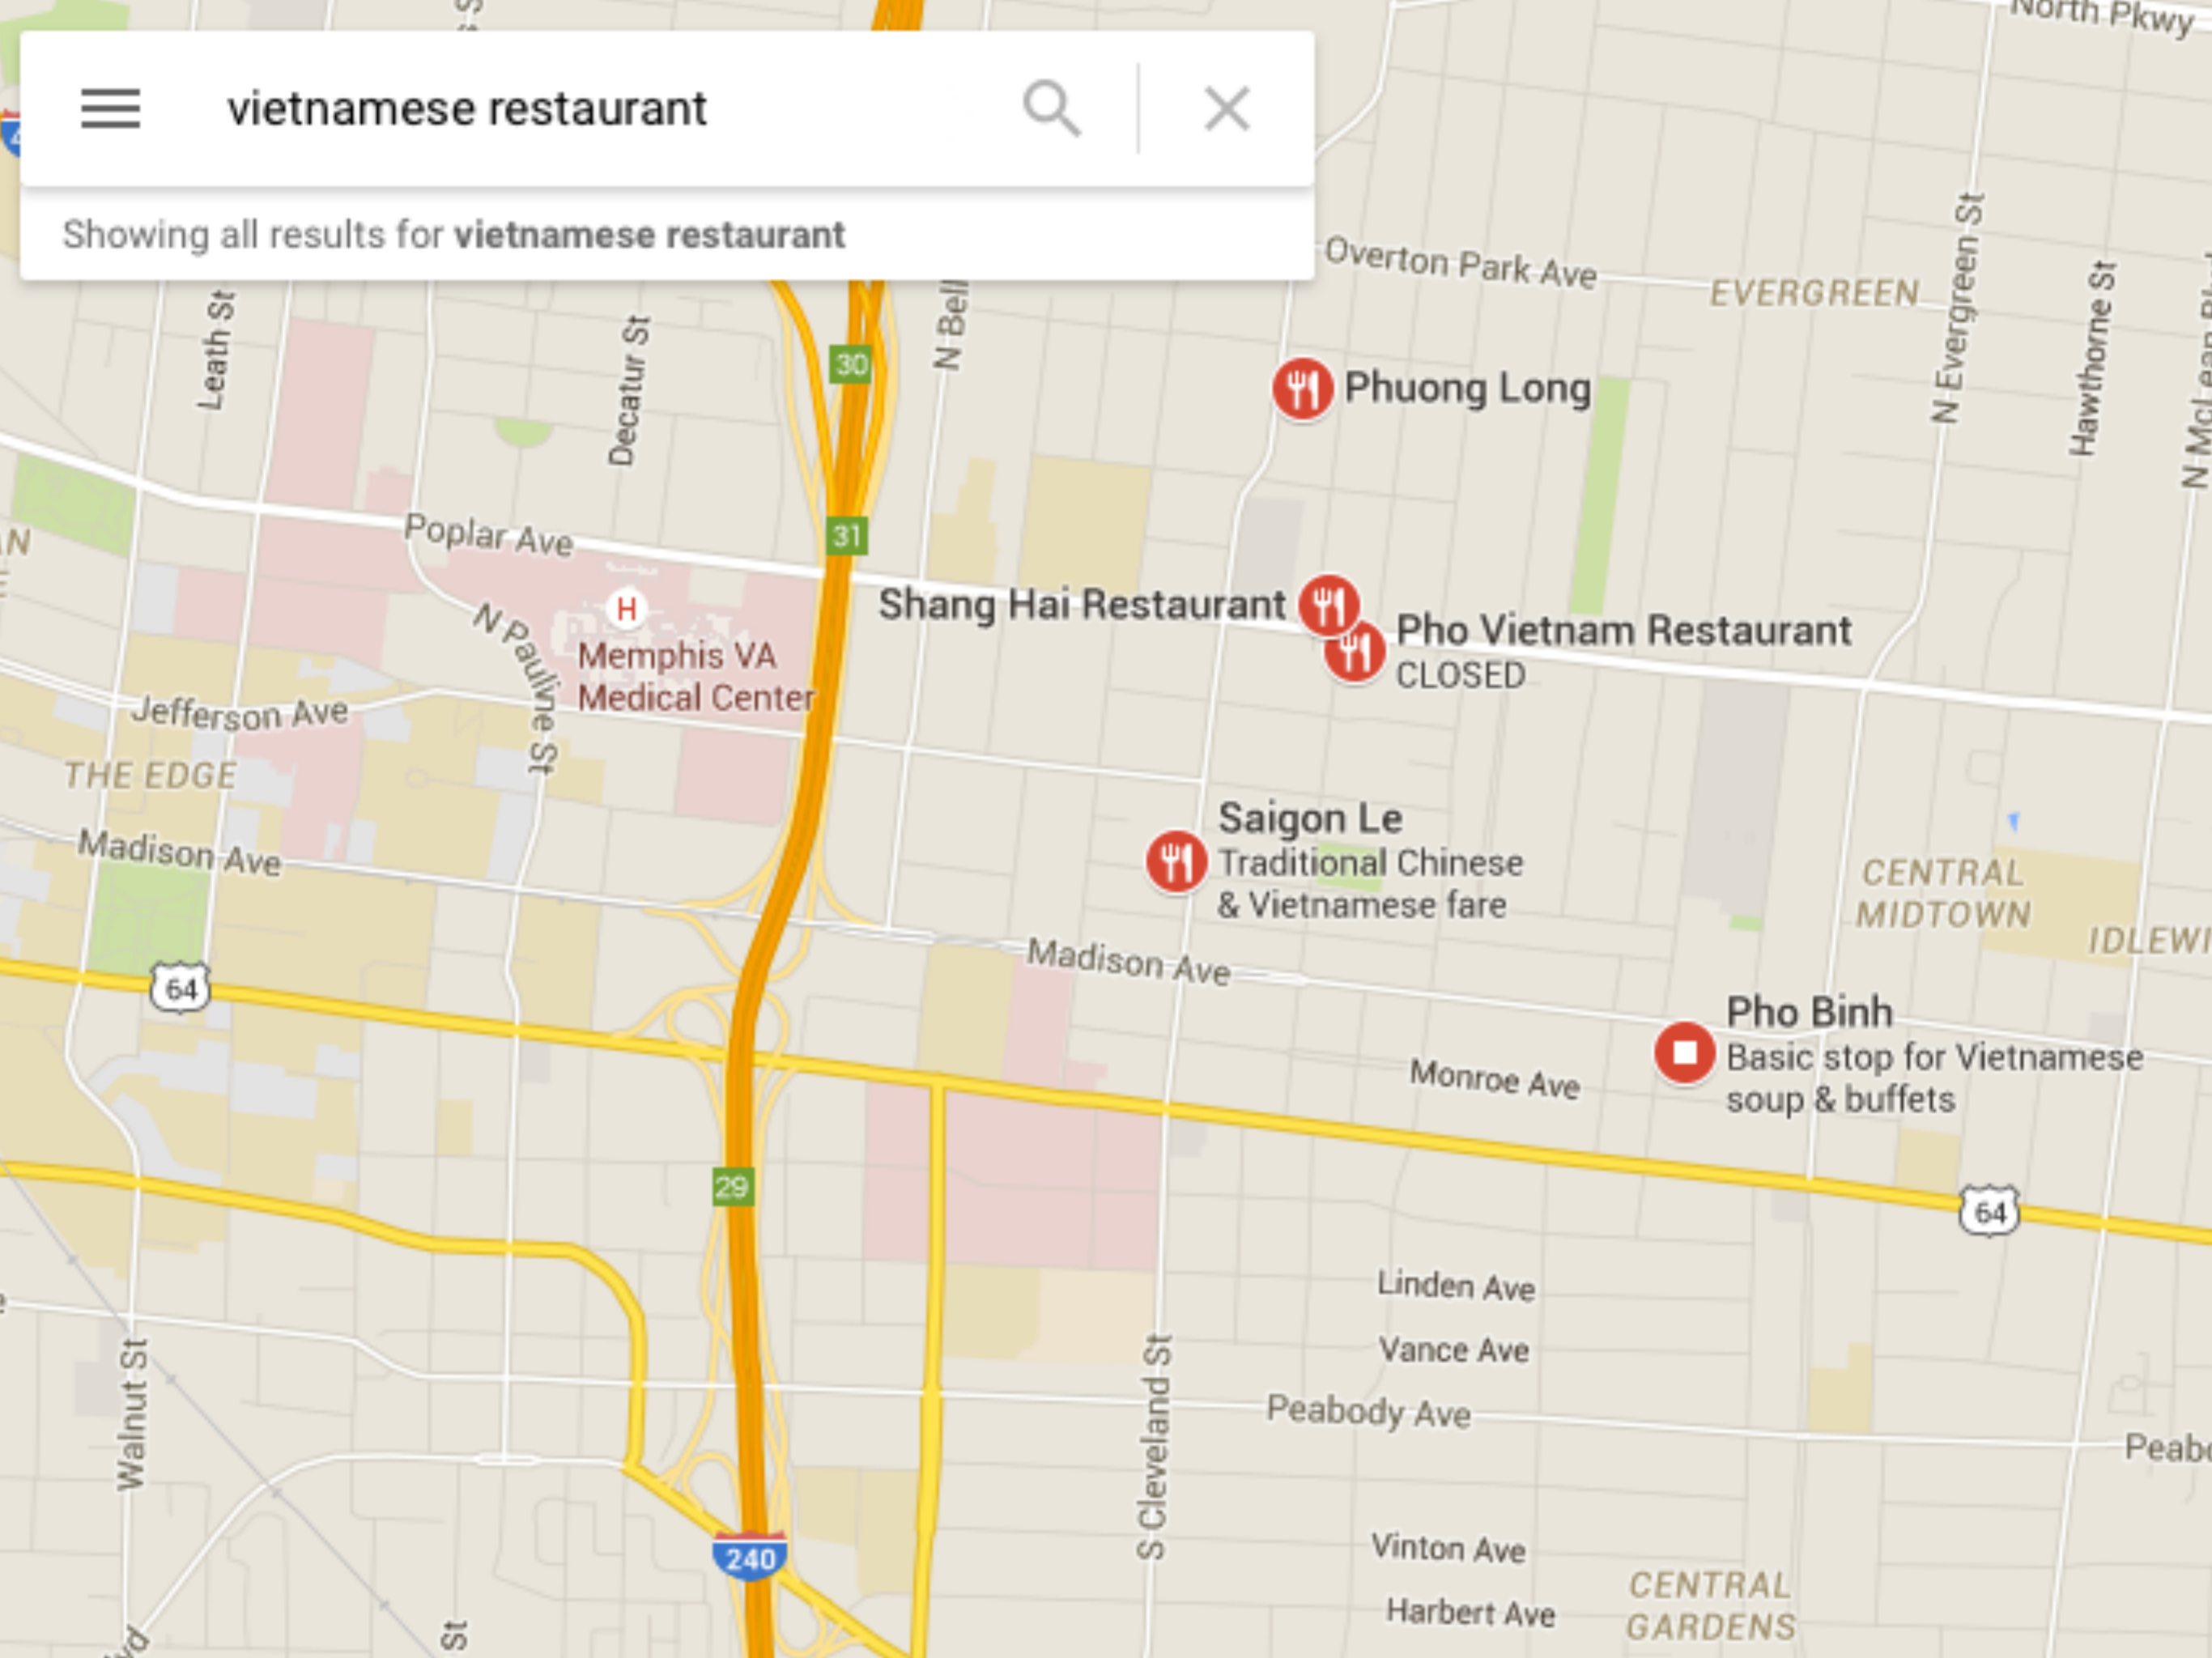 North Pkwy
vietnamese restaurant
Showing all results for vietnamese restaurant
Overton Park Ave
EVERGREEN
N Evergreen St
Hawthorne St
Leath St
Decatur St
N Bell
30
Phuong Long
31
Poplar Ave
H
Memphis VA
Medical Center
N Pauline St
Shang Hai Restaurant
Pho Vietnam Restaurant
CLOSED
Jefferson Ave
THE EDGE
Saigon Le
Traditional Chinese
& Vietnamese fare
Madison Ave
CENTRAL
MIDTOWN
IDLEWI
Madison Ave
64
Pho Binh
Basic stop for Vietnamese
soup & buffets
Monroe Ave
29
64
Linden Ave
Vance Ave
Walnut St
S Cleveland St
Peabody Ave
Peabo
240
Vinton Ave
Harbert Ave
CENTRAL
GARDENS
St